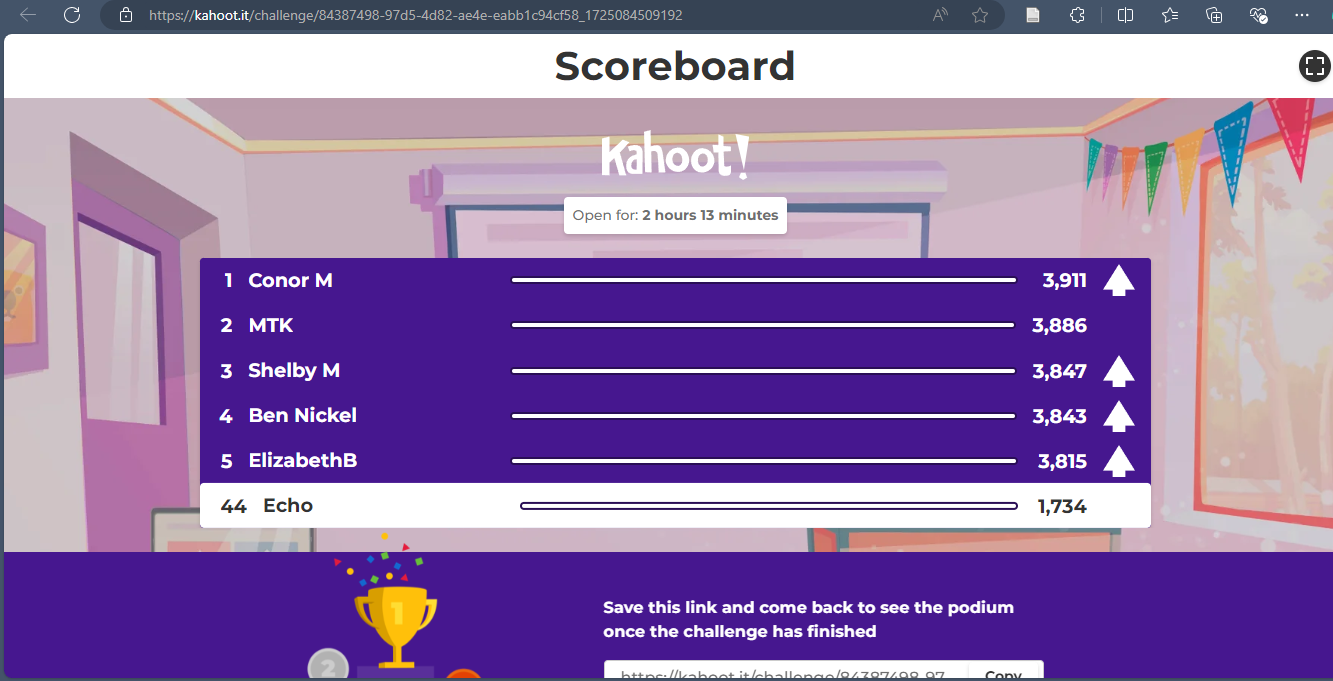 https://kahoot.it/challenge/84387498-97d5-4d82-ae4e-eabb1c94cf58_1725084509192
Scoreboard
Kahoot!
Open for: 2 hours 13 minutes
1 Conor M 3,911
2 MTK 3,886
3 Shelby M 3,847
4 Ben Nickel 3,843
5 ElizabethB 3,815
44 Echo 1,734
1
2
Save this link and come back to see the podium
once the challenge has finished
https://kahoot.it/challenge/84387498-97 Copy